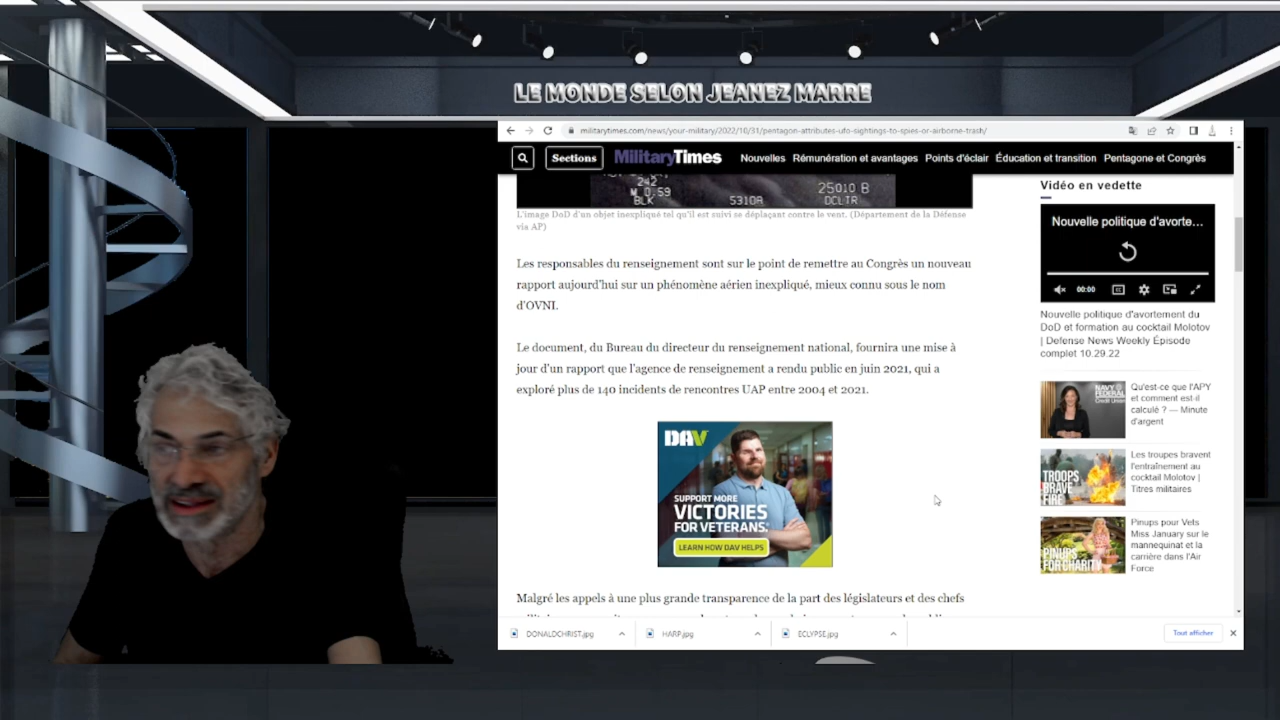 LE MONDE SELON JEANEZ MARRE
militarytimes.com/news/your-military/2022/10/31/pentagon-attributes-ufo-sightings-to-spies-or-airborne-trash/
Sections MilitaryTimes Nouvelles Rémunération et avantages Points d'éclair Éducation et transition Pentagone et Congrès
242
M 0.59
BLK
5310A
25010 B
DCLTR
L'image DoD d'un objet inexpliqué tel qu'il est suivi se déplaçant contre le vent. (Département de la Défense
via AP)
Les responsables du renseignement sont sur le point de remettre au Congrès un nouveau
rapport aujourd'hui sur un phénomène aérien inexpliqué, mieux connu sous le nom
d'OVNI.
Le document, du Bureau du directeur du renseignement national, fournira une mise à
jour d'un rapport que l'agence de renseignement a rendu public en juin 2021, qui a
exploré plus de 140 incidents de rencontres UAP entre 2004 et 2021.
DAV
SUPPORT MORE
VICTORIES
FOR VETERANS.
LEARN HOW DAV HELPS
Malgré les appels à une plus grande transparence de la part des législateurs et des chefs
Vidéo en vedette
Nouvelle politique d'avorte...
00:00
Nouvelle politique d'avortement du
DoD et formation au cocktail Molotov
| Defense News Weekly Épisode
complet 10.29.22
NAVY
FEDERAL
Credit Union
Qu'est-ce que l'APY
et comment est-il
calculé ? — Minute
d'argent
TROOPS
BRAVE
FIRE
Les troupes bravent
l'entraînement au
cocktail Molotov |
Titres militaires
PINUPS
FOR CHARITY
Pinups pour Vets
Miss January sur le
mannequinat et la
carrière dans l'Air
Force
DONALDCHRIST.jpg
HARP.jpg
ECLYPSE.jpg
Tout afficher